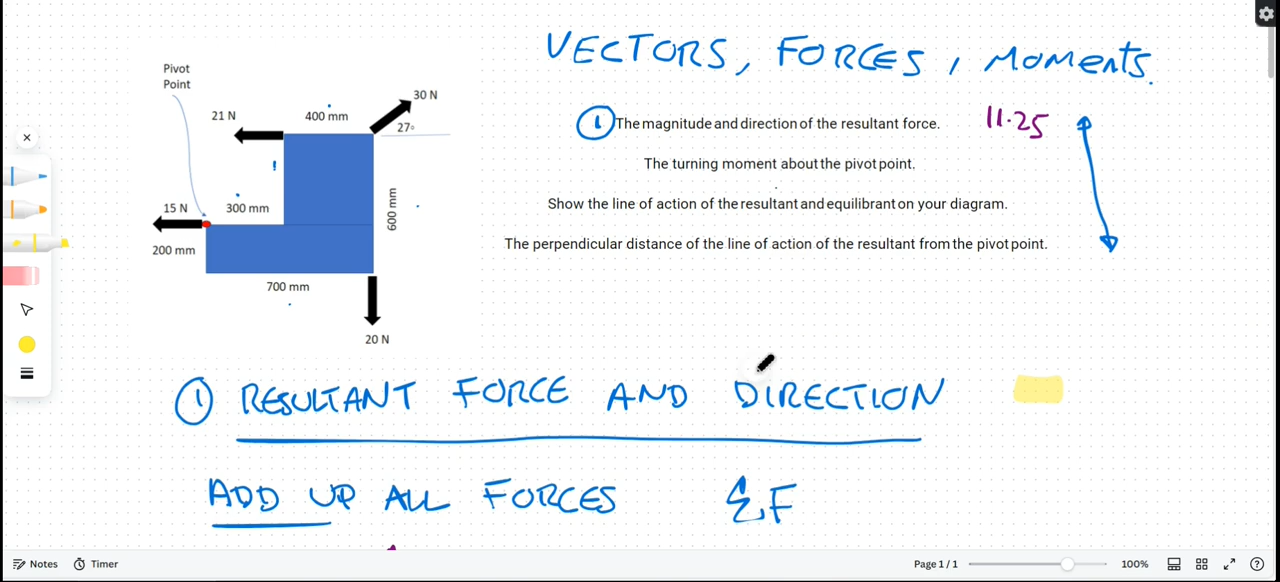 VECTORS, FORCES, MOMENTS.
Pivot
Point
30 N
21 N
400 mm
27°
① The magnitude and direction of the resultant force.
11.25
The turning moment about the pivot point.
!
15 N
300 mm
600 mm
Show the line of action of the resultant and equilibrant on your diagram.
200 mm
The perpendicular distance of the line of action of the resultant from the pivot point.
700 mm
20 N
① RESULTANT FORCE AND DIRECTION
ADD UP ALL FORCES ΣF
Notes
Timer
Page 1 / 1
100%